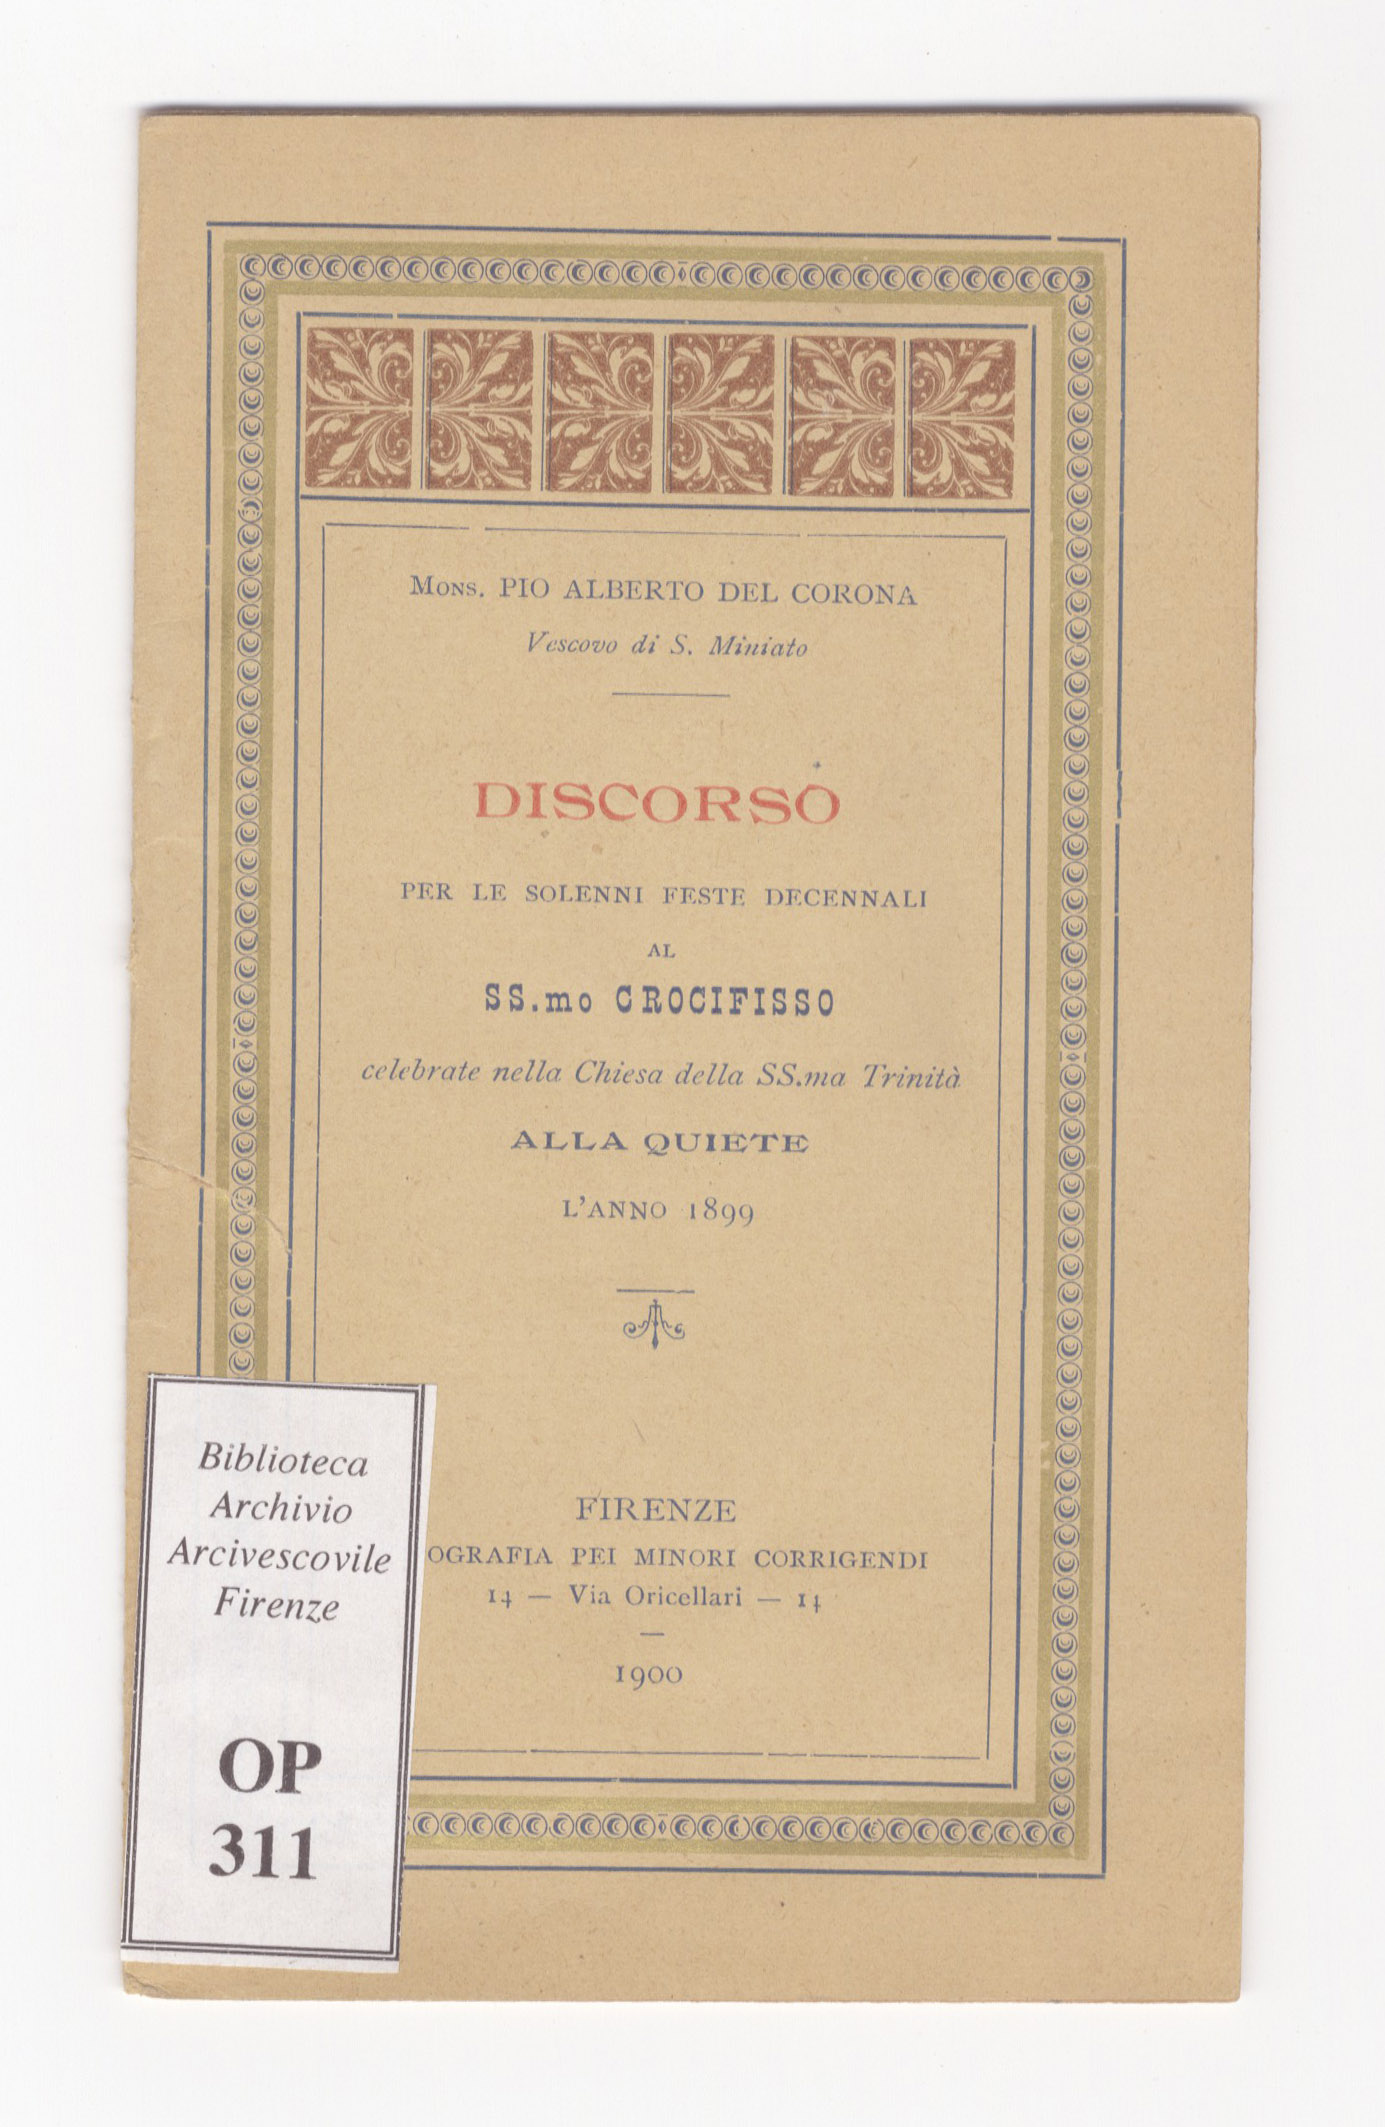 Mons. PIO ALBERTO DEL CORONA
Vescovo di S. Miniato
DISCORSO
PER LE SOLENNI FESTE DECENNALI
AL
SS.mo CROCIFISSO
celebrate nella Chiesa della SS.ma Trinità
ALLA QUIETE
L'ANNO 1899
FIRENZE
OGRAFIA PEI MINORI CORRIGENDI
14 — Via Oricellari — 14
1900
Biblioteca
Archivio
Arcivescovile
Firenze
OP
311